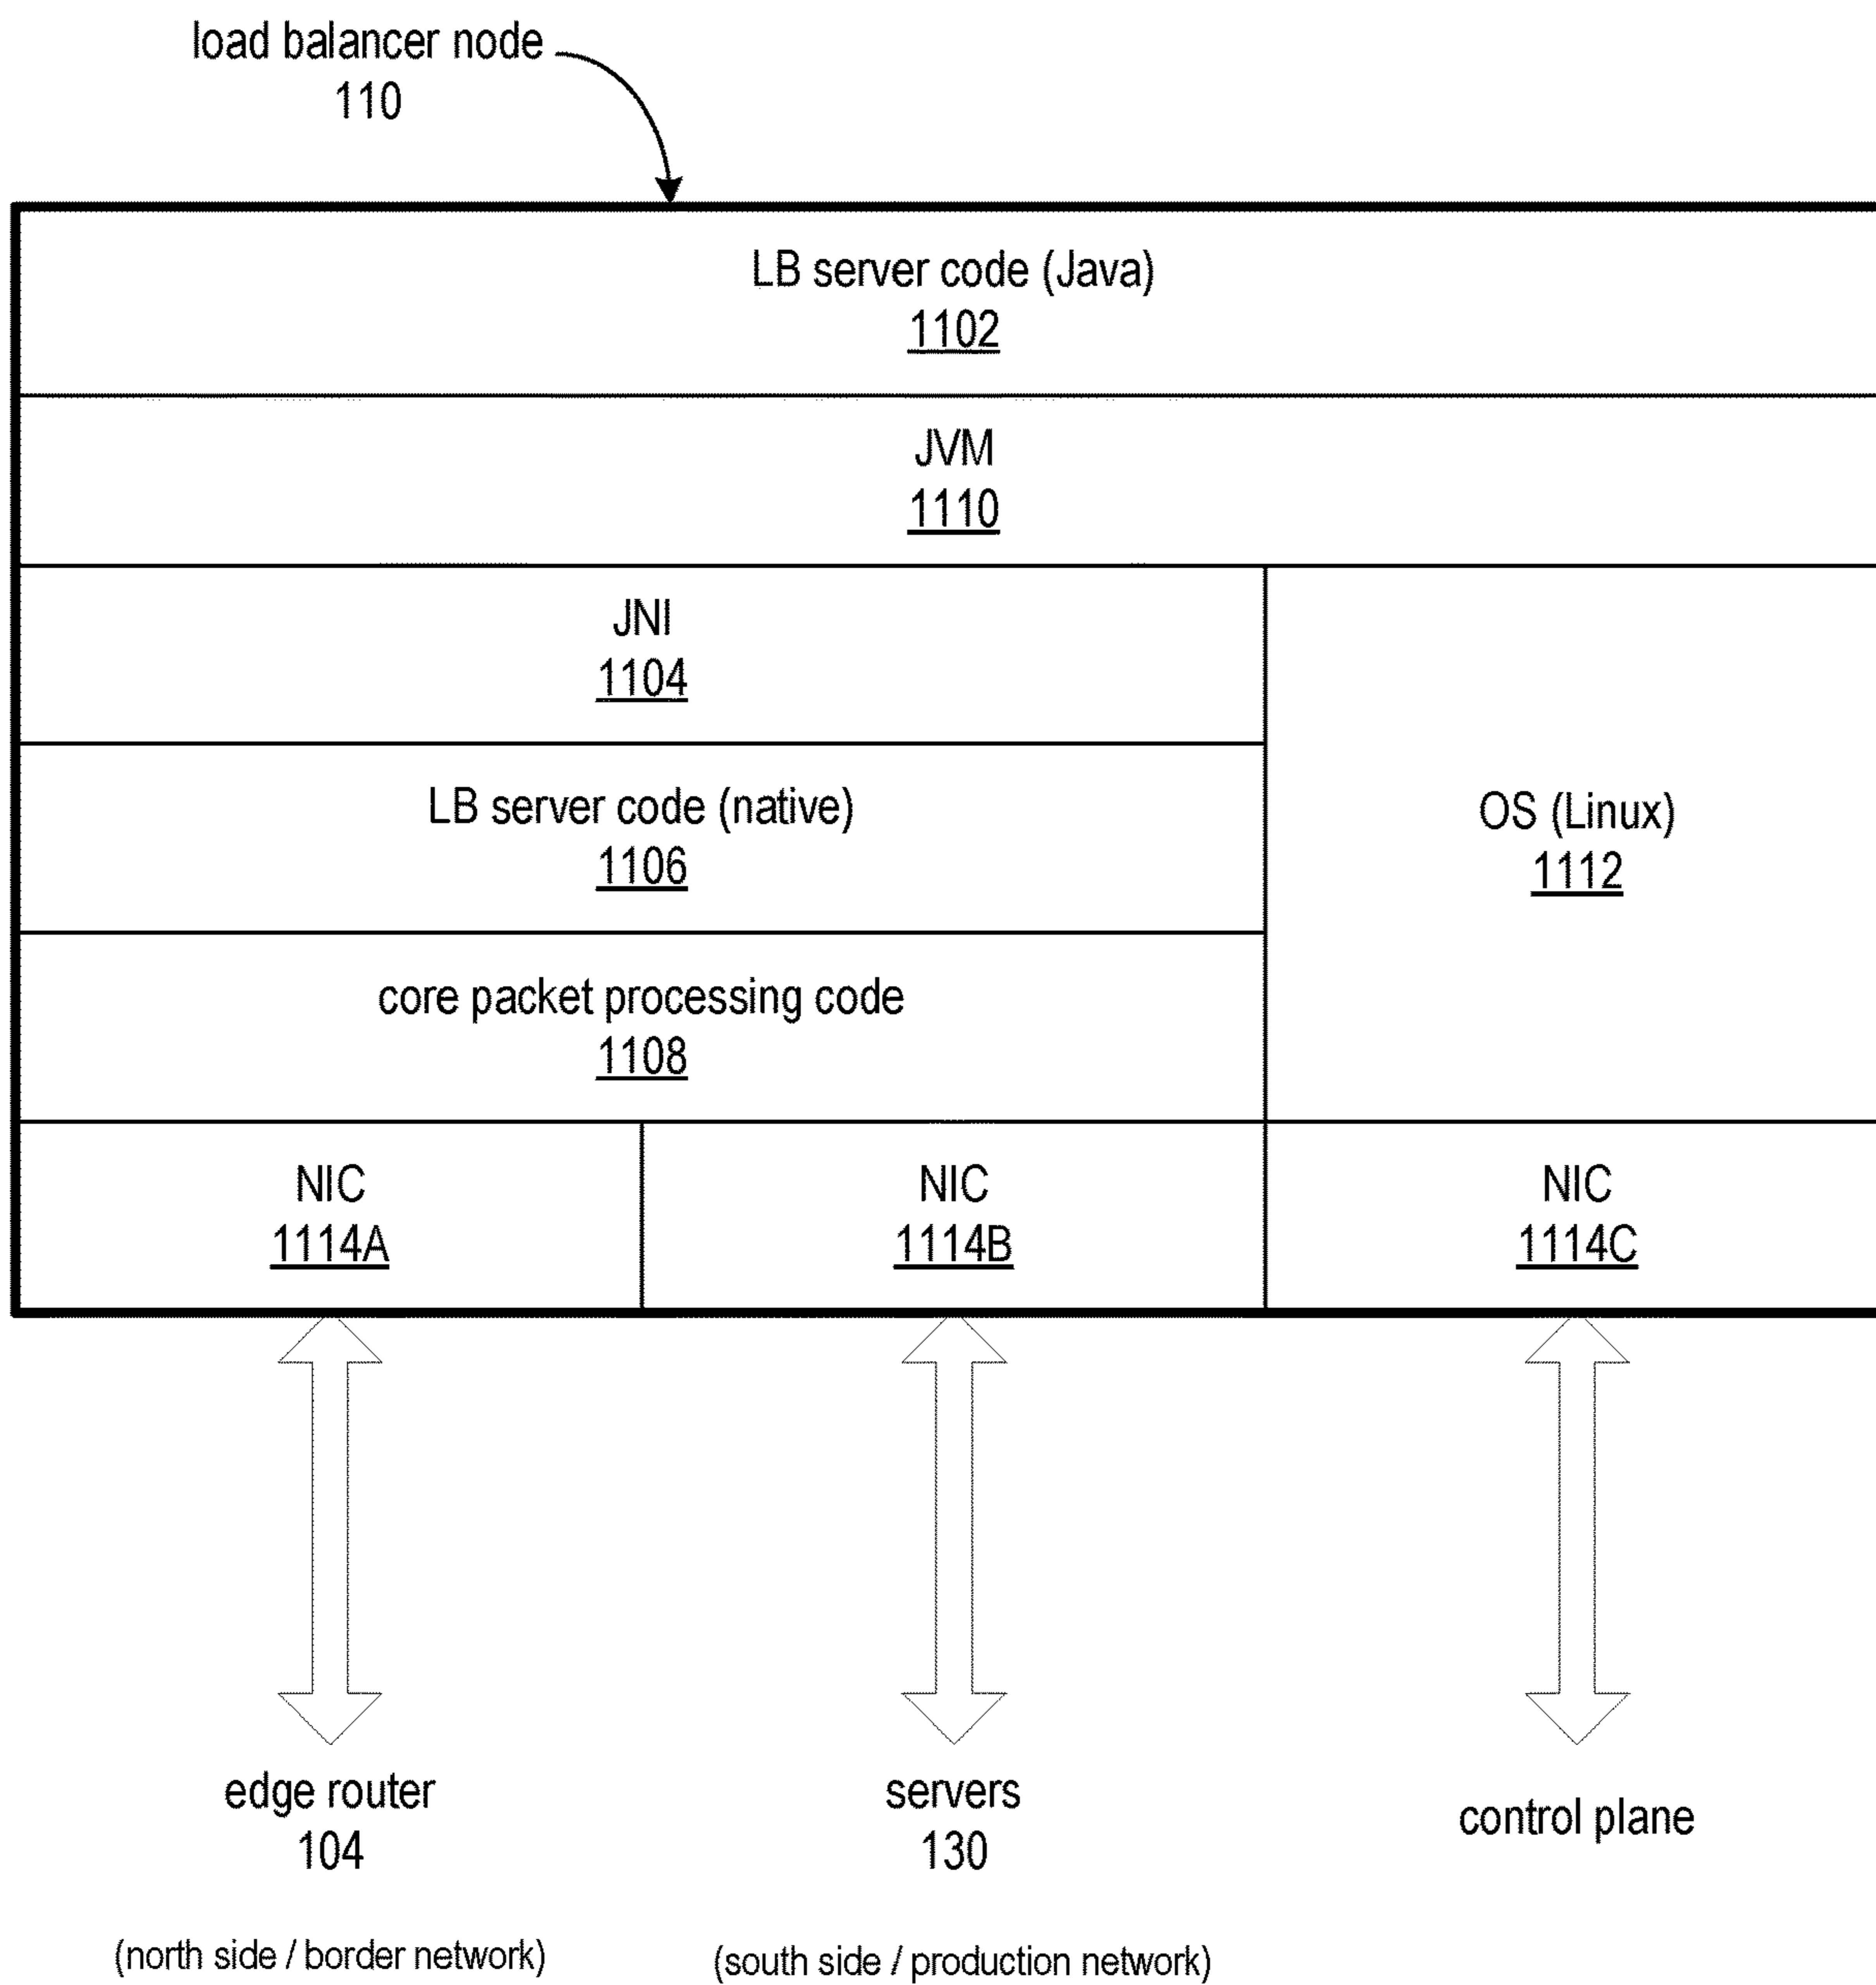 load balancer node
110
LB server code (Java)
1102
JVM
1110
JNI
1104
LB server code (native)
1106
OS (Linux)
1112
core packet processing code
1108
NIC
1114A
NIC
1114B
NIC
1114C
edge router
104
servers
130
control plane
(north side / border network)
(south side / production network)